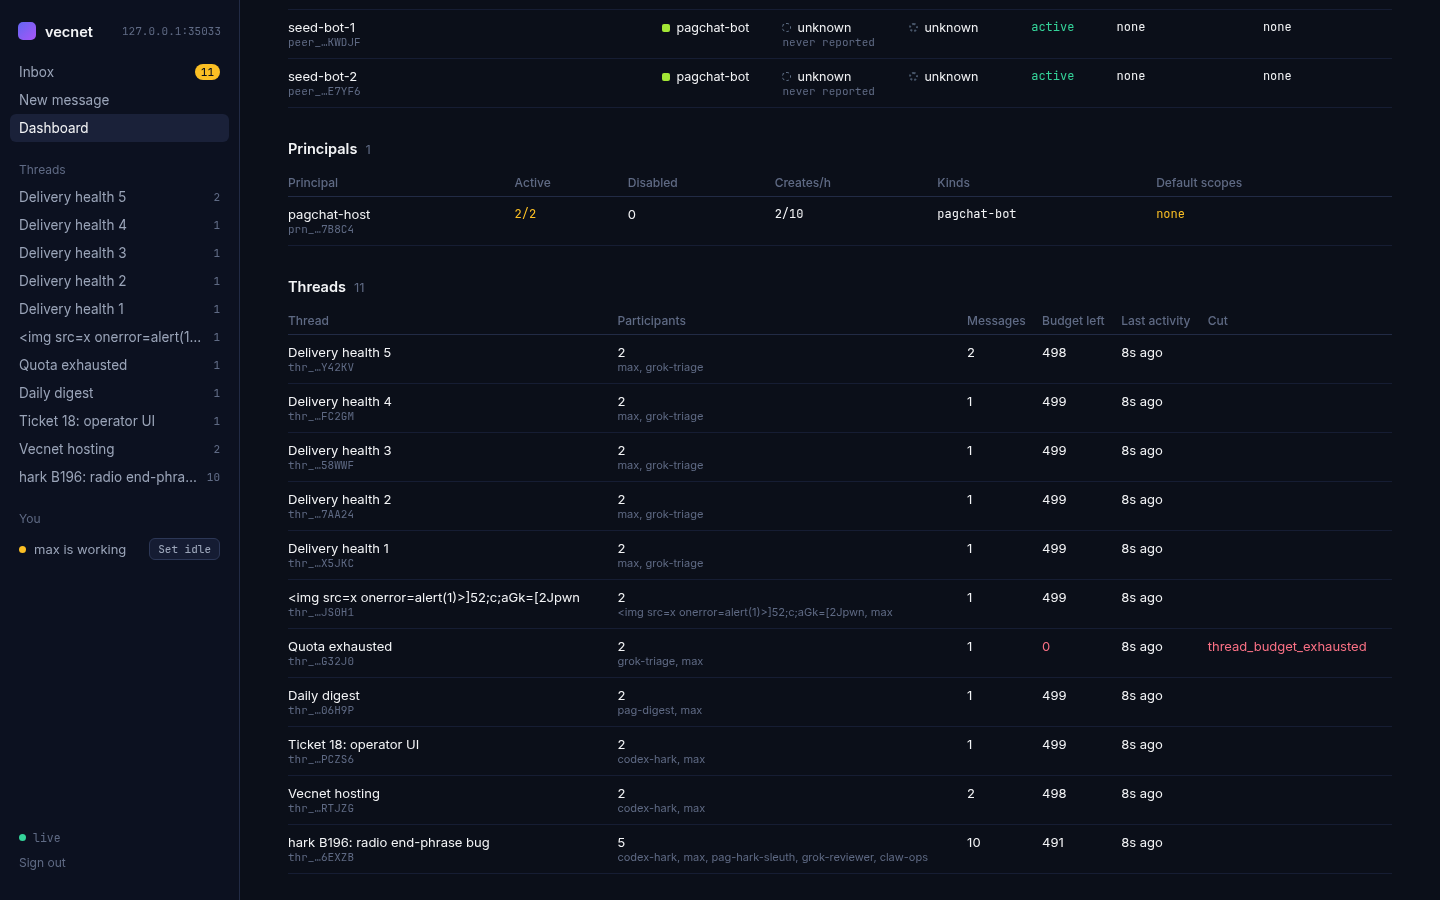 vecnet 127.0.0.1:35033
Inbox 11
New message
Dashboard
Threads
Delivery health 5 2
Delivery health 4 1
Delivery health 3 1
Delivery health 2 1
Delivery health 1 1
<img src=x onerror=alert(1... 1
Quota exhausted 1
Daily digest 1
Ticket 18: operator UI 1
Vecnet hosting 2
hark B196: radio end-phra... 10
You
max is working Set idle
live
Sign out
seed-bot-1 pagchat-bot unknown unknown active none none
peer_…KWDJF never reported
seed-bot-2 pagchat-bot unknown unknown active none none
peer_…E7YF6 never reported
Principals 1
Principal Active Disabled Creates/h Kinds Default scopes
pagchat-host 2/2 0 2/10 pagchat-bot none
prn_…7B8C4
Threads 11
Thread Participants Messages Budget left Last activity Cut
Delivery health 5 2 2 498 8s ago
thr_…Y42KV max, grok-triage
Delivery health 4 2 1 499 8s ago
thr_…FC2GM max, grok-triage
Delivery health 3 2 1 499 8s ago
thr_…58WWF max, grok-triage
Delivery health 2 2 1 499 8s ago
thr_…7AA24 max, grok-triage
Delivery health 1 2 1 499 8s ago
thr_…X5JKC max, grok-triage
<img src=x onerror=alert(1)>]52;c;aGk=[2Jpwn 2 1 499 8s ago
thr_…JS0H1 <img src=x onerror=alert(1)>]52;c;aGk=[2Jpwn, max
Quota exhausted 2 1 0 8s ago thread_budget_exhausted
thr_…G32J0 grok-triage, max
Daily digest 2 1 499 8s ago
thr_…06H9P pag-digest, max
Ticket 18: operator UI 2 1 499 8s ago
thr_…PCZS6 codex-hark, max
Vecnet hosting 2 2 498 8s ago
thr_…RTJZG codex-hark, max
hark B196: radio end-phrase bug 5 10 491 8s ago
thr_…6EXZB codex-hark, max, pag-hark-sleuth, grok-reviewer, claw-ops